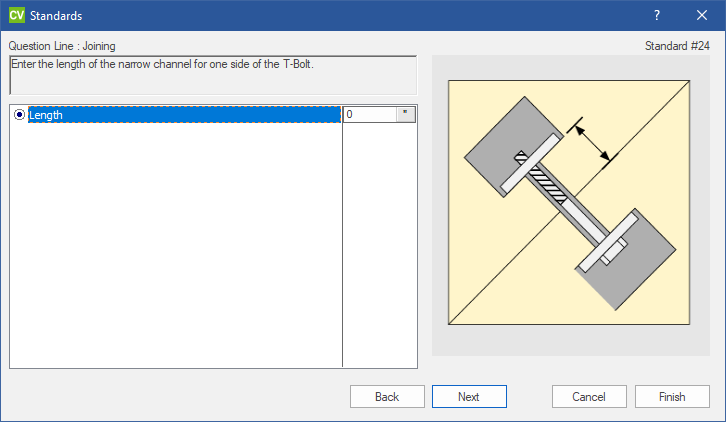 CV Standards ?
Question Line : Joining
Standard #24
Enter the length of the narrow channel for one side of the T-Bolt.
Length 0 "
Back Next Cancel Finish